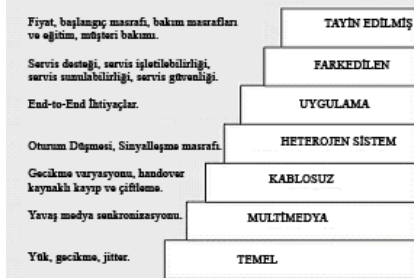 Fiyat, başlangıç masrafı, bakım masrafları
ve eğitim, müşteri bakımı.
TAYİN EDİLMİŞ
Servis desteği, servis işletilebilirliği,
servis sunulabilirliği, servis güvenliği.
FARKEDİLEN
End-to-End İhtiyaçlar.
UYGULAMA
Oturum Düşmesi, Sinyalleşme masrafı.
HETEROJEN SİSTEM
Gecikme varyasyonu, handover
kaynaklı kayıp ve çiftleme.
KABLOSUZ
Yavaş medya senkronizasyonu.
MULTİMEDYA
Yük, gecikme, jitter.
TEMEL